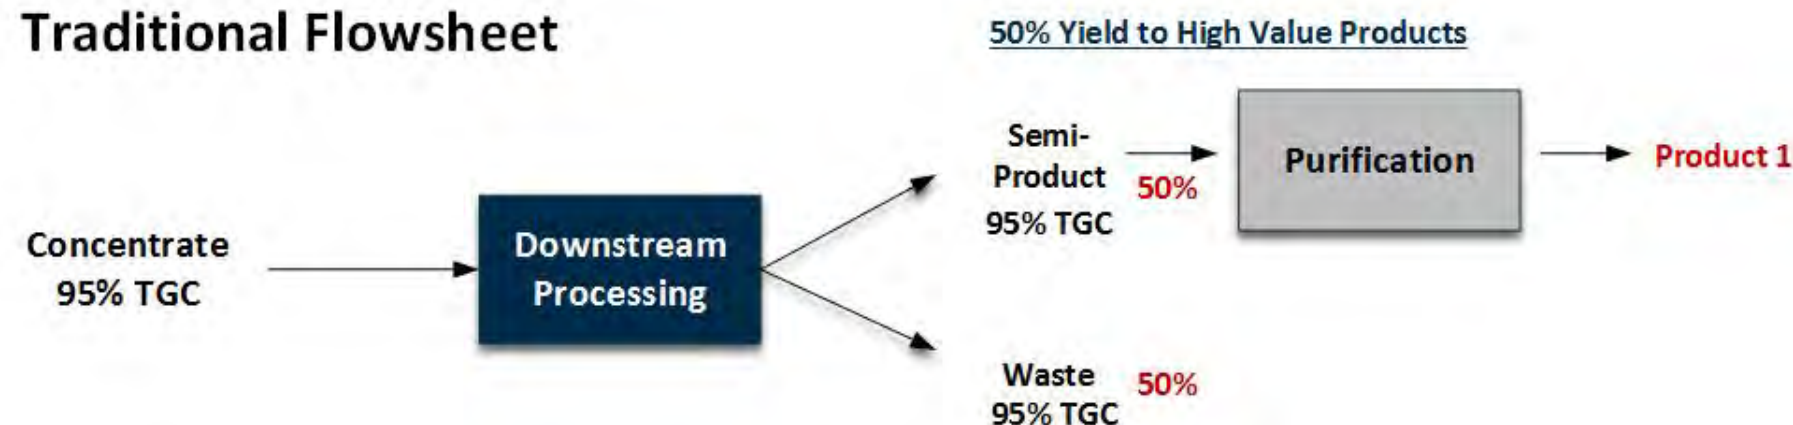 Traditional Flowsheet
50% Yield to High Value Products
Concentrate
95% TGC
Downstream
Processing
Semi-
Product
95% TGC
50%
Purification
Product 1
Waste
95% TGC
50%